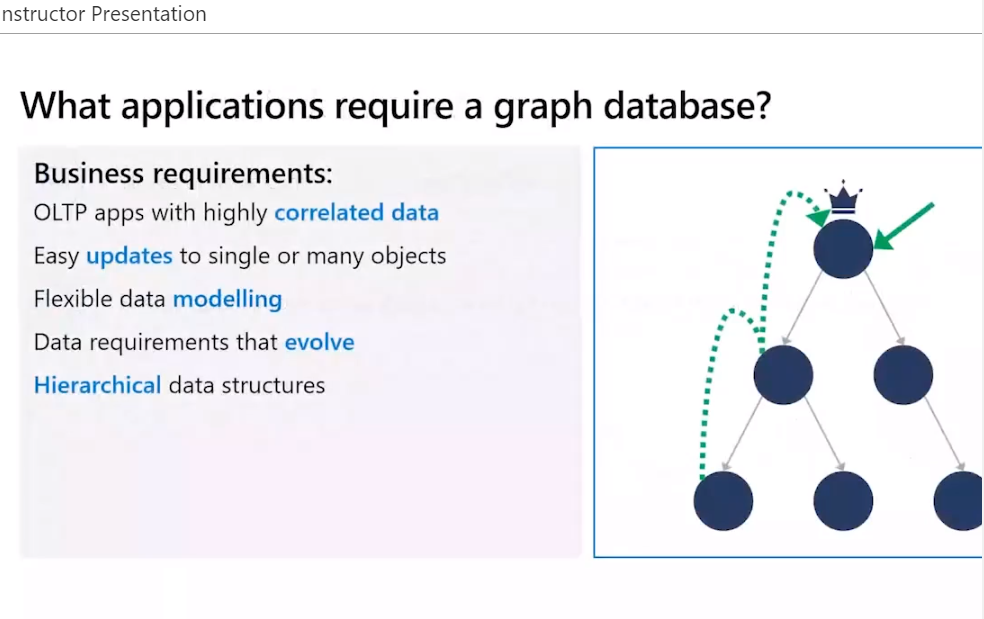 nstructor Presentation
What applications require a graph database?
Business requirements:
OLTP apps with highly correlated data
Easy updates to single or many objects
Flexible data modelling
Data requirements that evolve
Hierarchical data structures